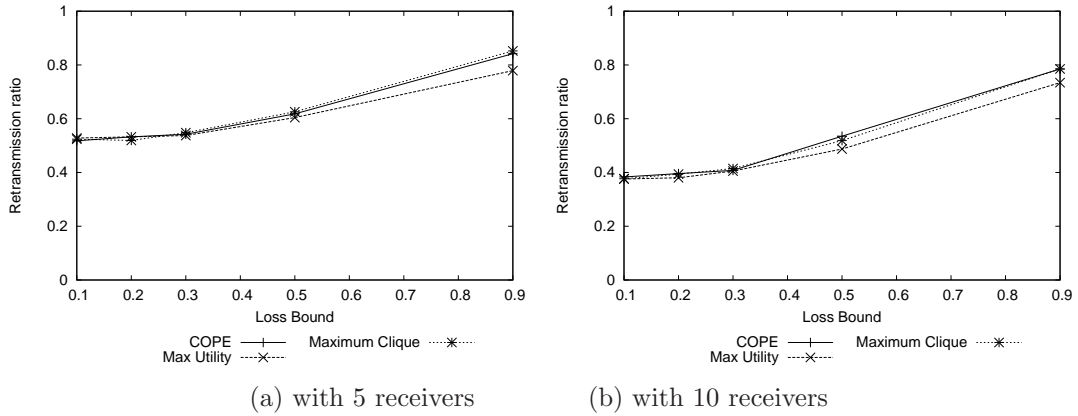 1
0.8
0.6
0.4
0.2
0
Retransmission ratio
0.1 0.2 0.3 0.4 0.5 0.6 0.7 0.8 0.9
Loss Bound
COPE Maximum Clique
Max Utility
(a) with 5 receivers
1
0.8
0.6
0.4
0.2
0
Retransmission ratio
0.1 0.2 0.3 0.4 0.5 0.6 0.7 0.8 0.9
Loss Bound
COPE Maximum Clique
Max Utility
(b) with 10 receivers